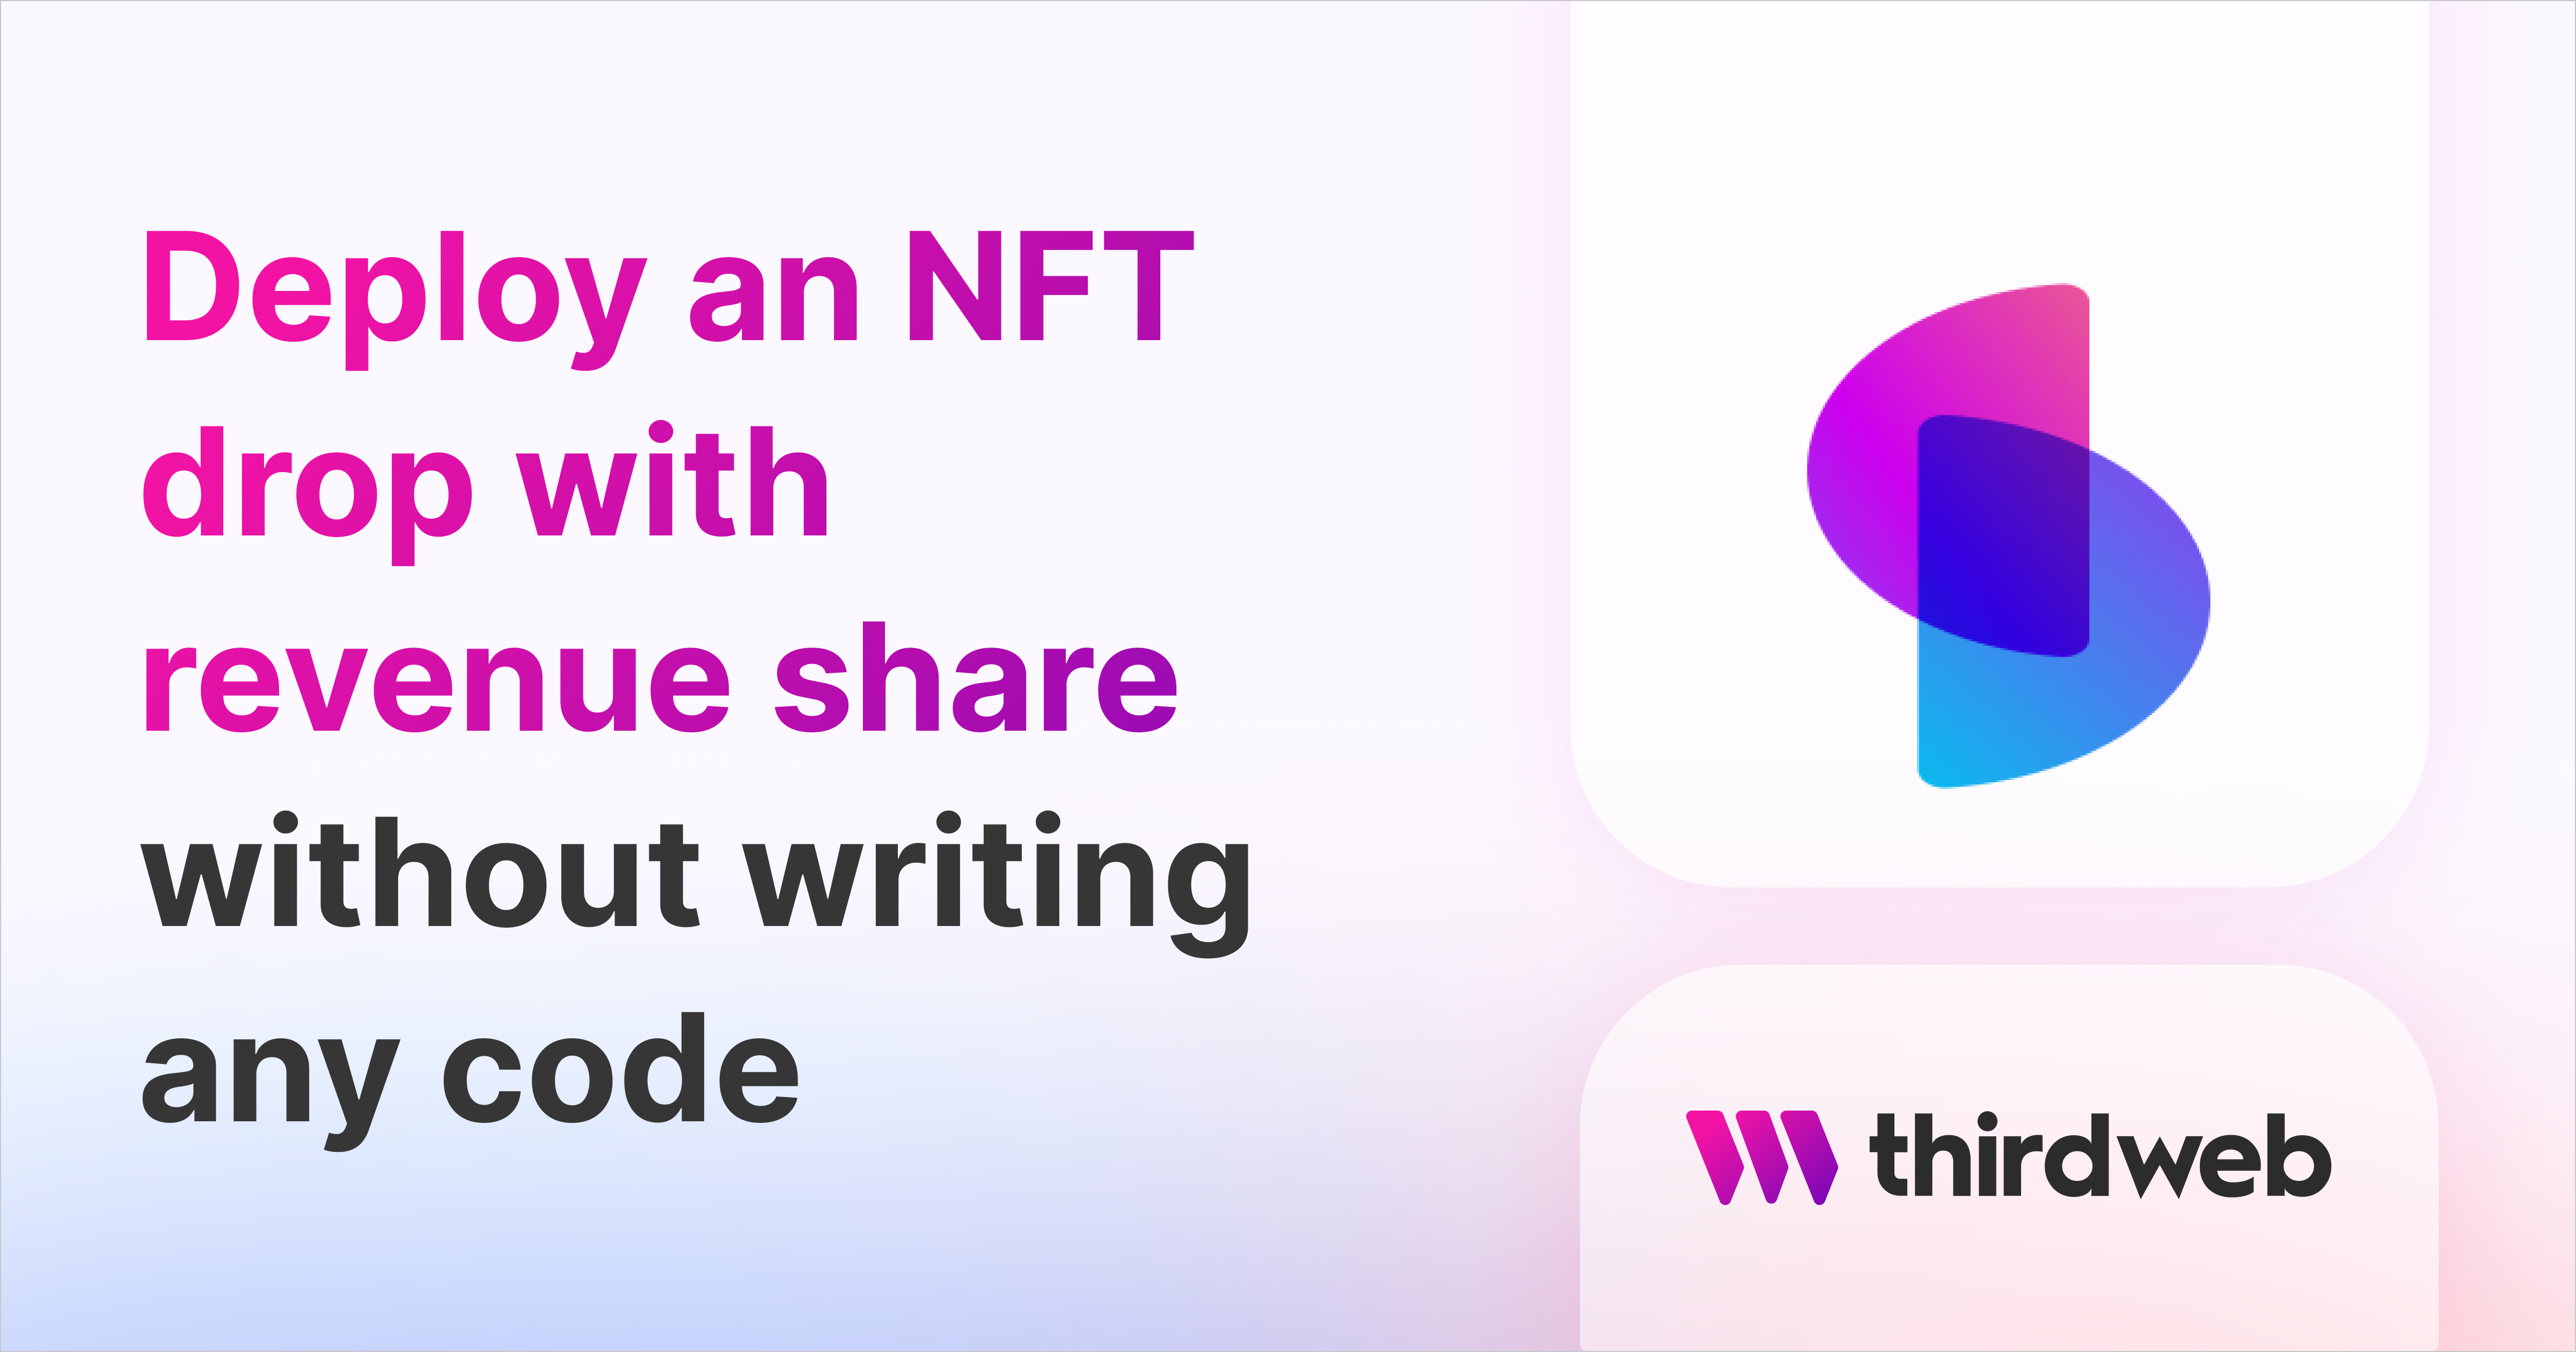 Deploy an NFT
drop with
revenue share
without writing
any code
thirdweb